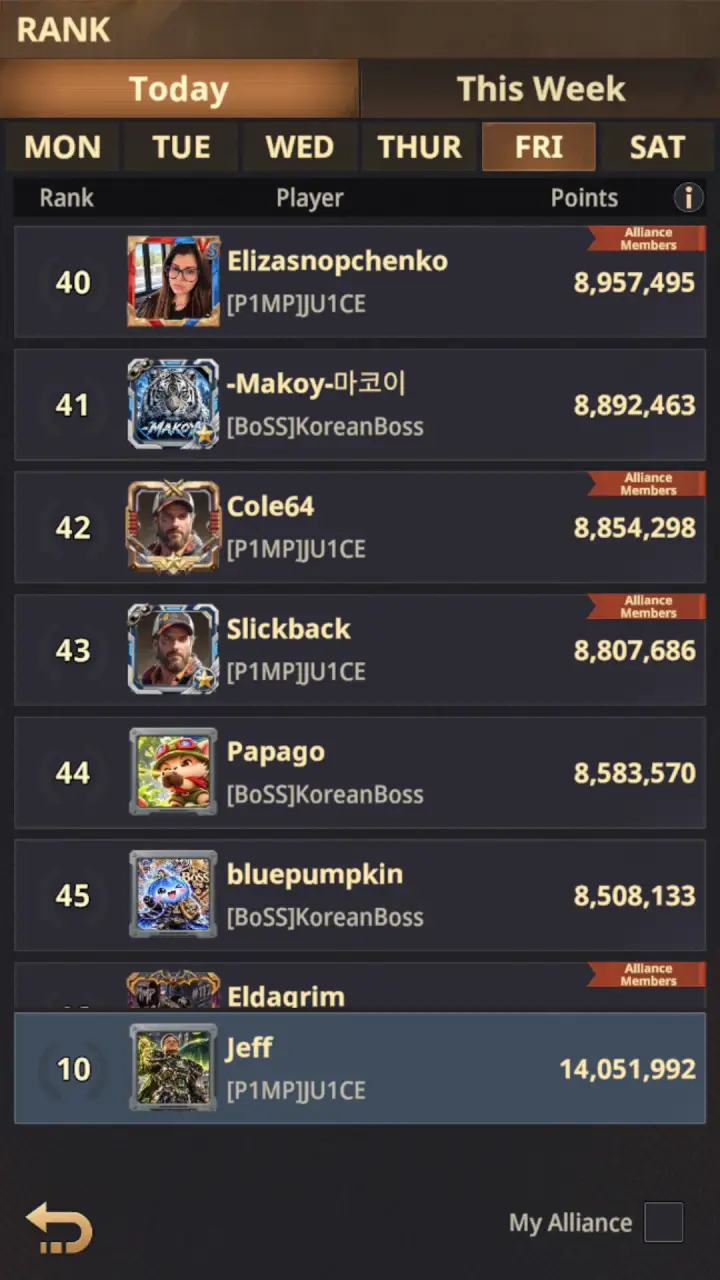 RANK
Today
This Week
MON
TUE
WED
THUR
FRI
SAT
Rank
Player
Points
i
Alliance
Members
40
Elizasnopchenko
[P1MP]JU1CE
8,957,495
41
-MAKOY-
-Makoy-마코이
[BoSS]KoreanBoss
8,892,463
Alliance
Members
42
Cole64
[P1MP]JU1CE
8,854,298
Alliance
Members
43
Slickback
[P1MP]JU1CE
8,807,686
44
Papago
[BoSS]KoreanBoss
8,583,570
45
BOSS
bluepumpkin
[BoSS]KoreanBoss
8,508,133
Alliance
Members
Eldagrim
10
Jeff
[P1MP]JU1CE
14,051,992
My Alliance